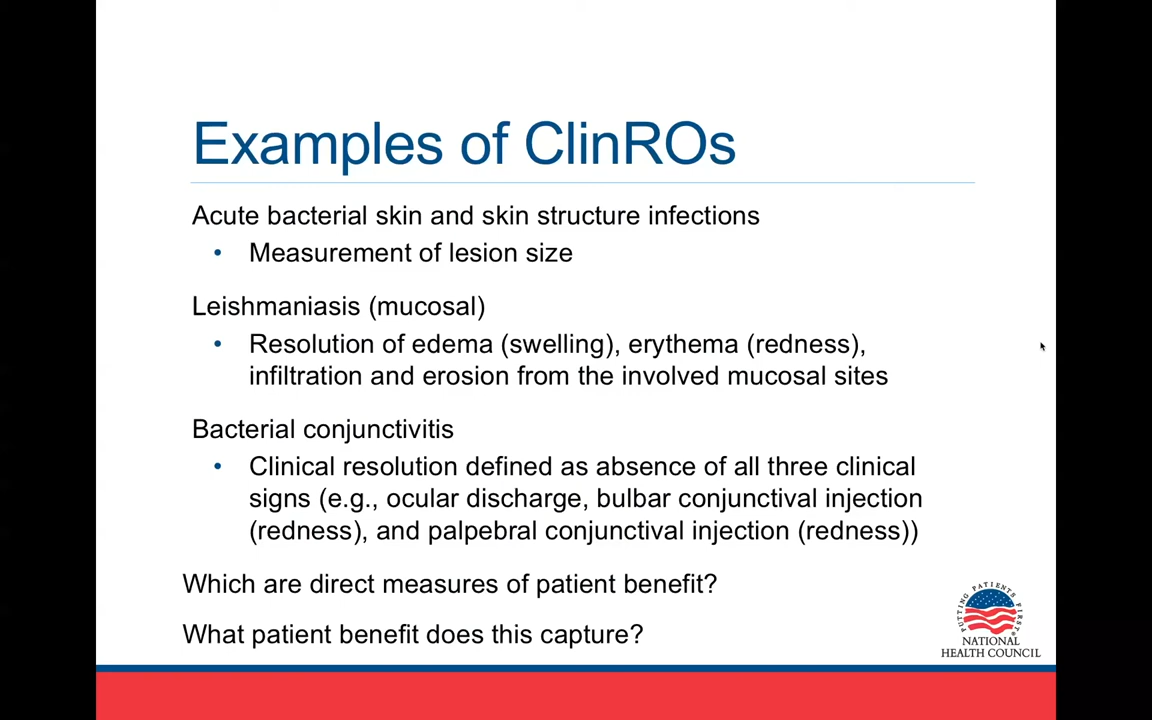 Examples of ClinROs
Acute bacterial skin and skin structure infections
• Measurement of lesion size
Leishmaniasis (mucosal)
• Resolution of edema (swelling), erythema (redness),
infiltration and erosion from the involved mucosal sites
Bacterial conjunctivitis
• Clinical resolution defined as absence of all three clinical
signs (e.g., ocular discharge, bulbar conjunctival injection
(redness), and palpebral conjunctival injection (redness))
Which are direct measures of patient benefit?
What patient benefit does this capture?
PUTTING PATIENTS FIRST®
NATIONAL
HEALTH COUNCIL